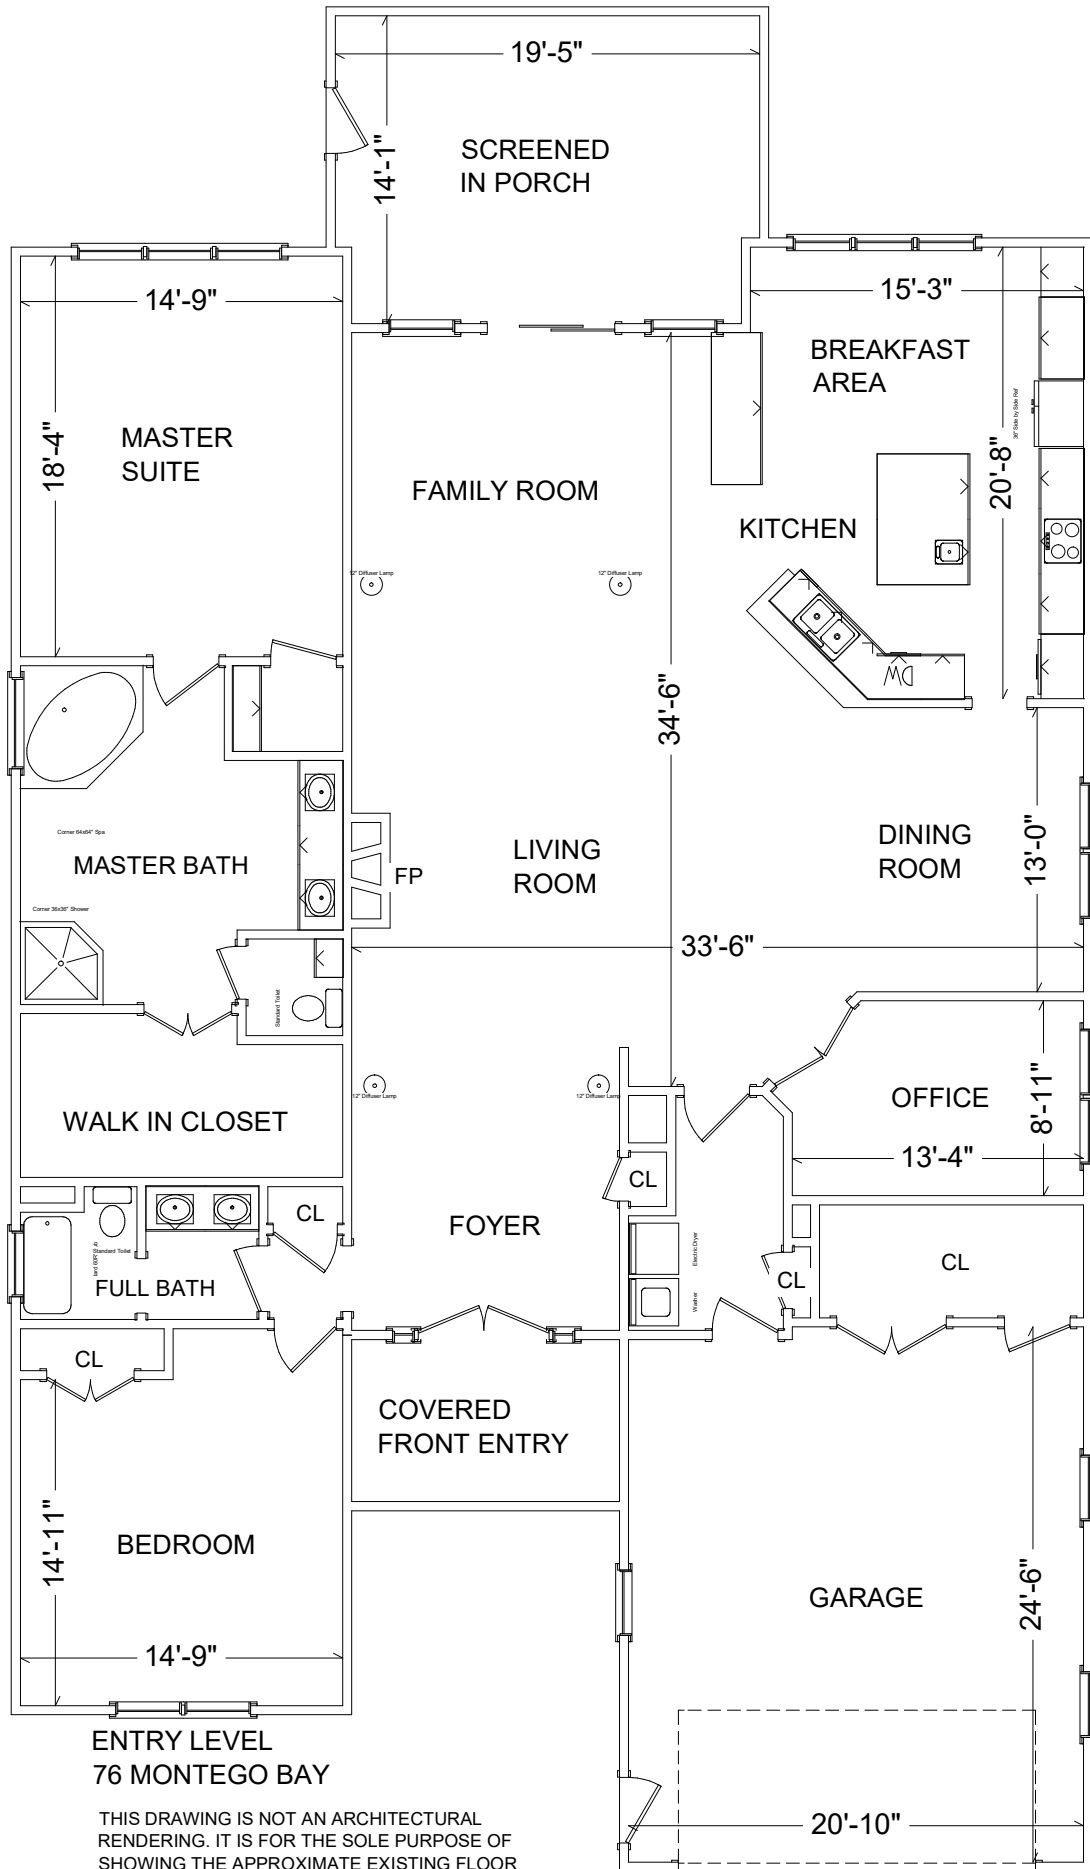 19'-5"
14'-1"
SCREENED
IN PORCH
14'-9"
18'-4"
MASTER
SUITE
15'-3"
BREAKFAST
AREA
36" Side by Side Ref
20'-8"
FAMILY ROOM
KITCHEN
12" Diffuser Lamp
12" Diffuser Lamp
DW
34'-6"
Corner 64x64" Spa
MASTER BATH
FP
LIVING
ROOM
DINING
ROOM
13'-0"
Corner 36x36" Shower
33'-6"
Standard Toilet
12" Diffuser Lamp
12" Diffuser Lamp
WALK IN CLOSET
OFFICE
8'-11"
13'-4"
CL
CL
FOYER
Standard Toilet
FULL BATH
Electric Dryer
Washer
CL
CL
CL
COVERED
FRONT ENTRY
14'-11"
BEDROOM
14'-9"
GARAGE
24'-6"
20'-10"
ENTRY LEVEL
76 MONTEGO BAY
THIS DRAWING IS NOT AN ARCHITECTURAL
RENDERING. IT IS FOR THE SOLE PURPOSE OF
SHOWING THE APPROXIMATE EXISTING FLOOR